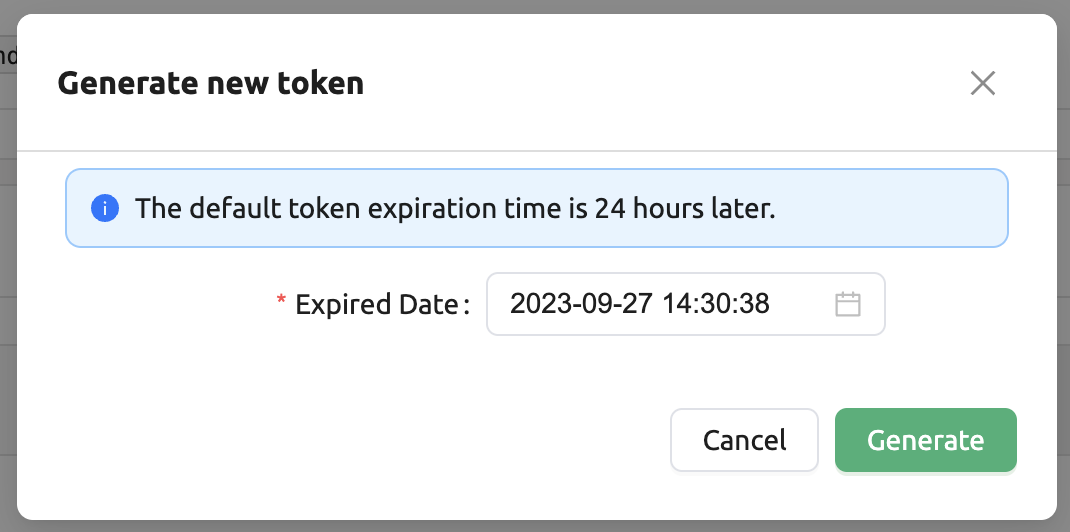 Generate new token
The default token expiration time is 24 hours later.
* Expired Date:
2023-09-27 14:30:38
Cancel
Generate